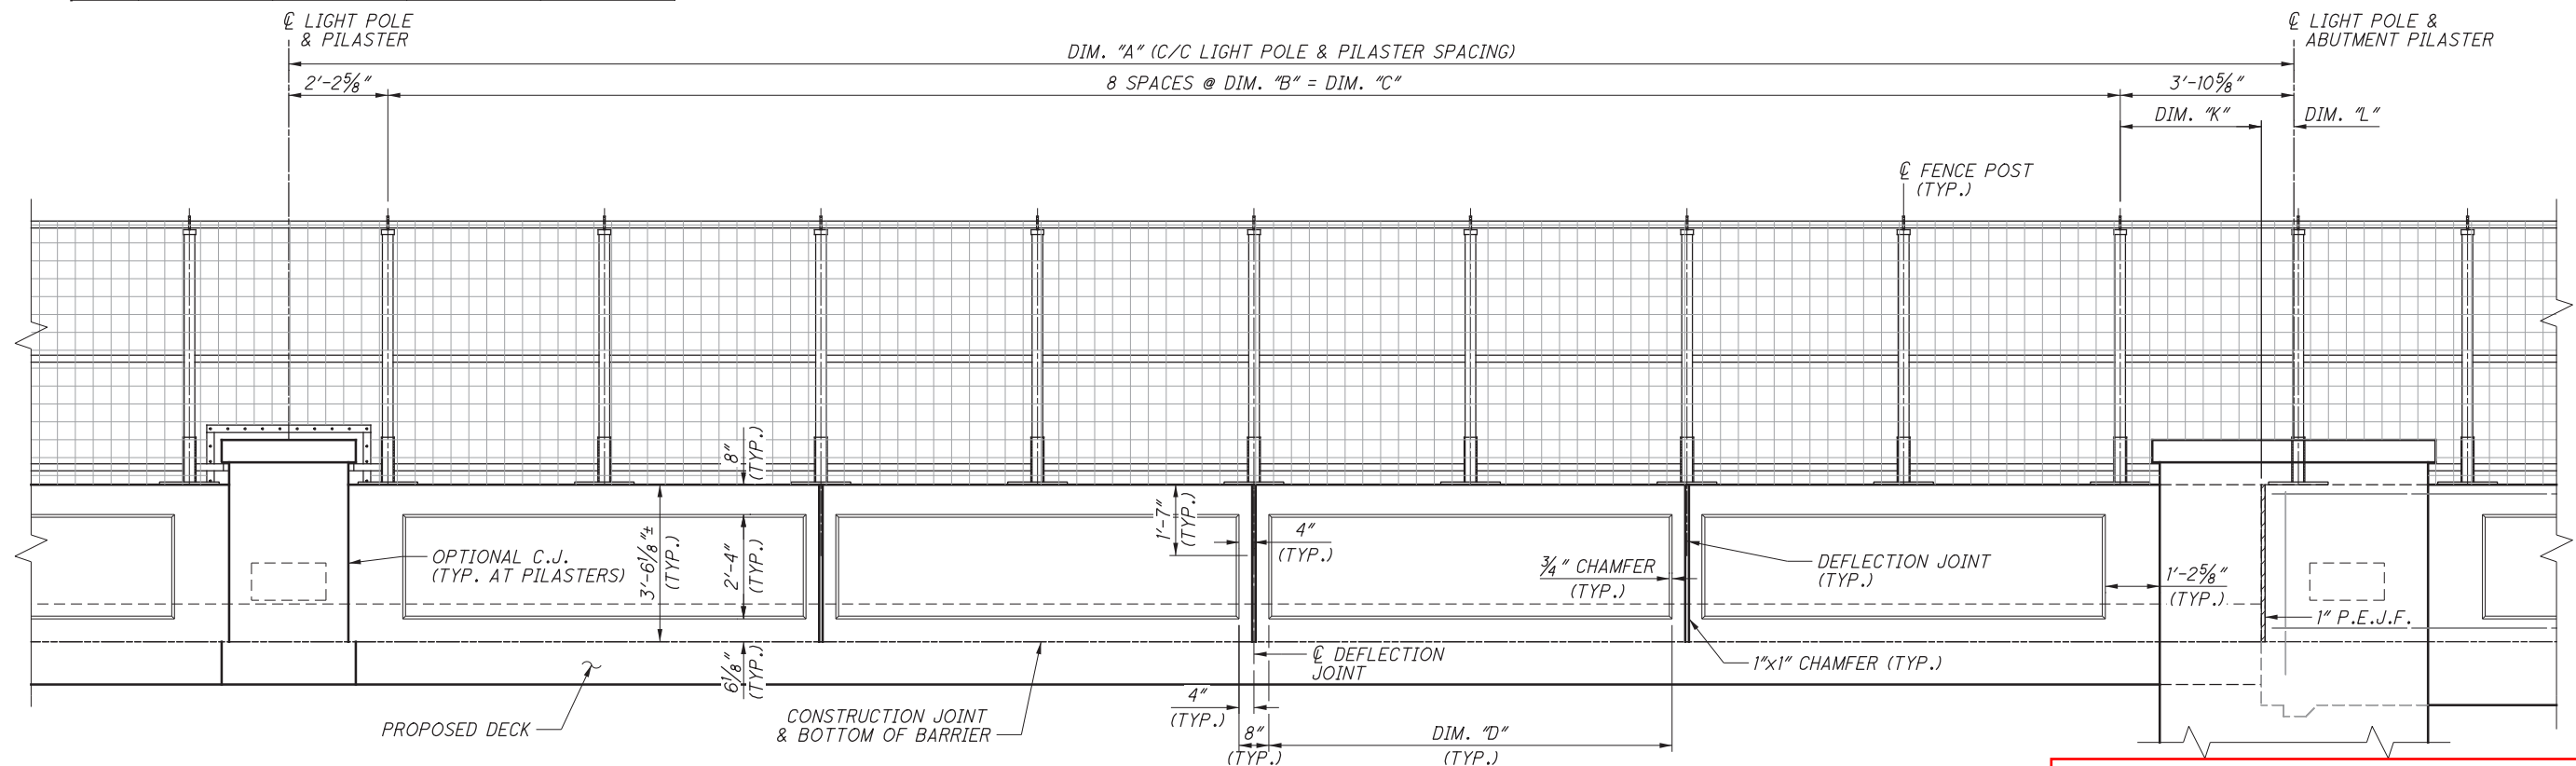 ℄ LIGHT POLE
& PILASTER
℄ LIGHT POLE &
ABUTMENT PILASTER
DIM. "A" (C/C LIGHT POLE & PILASTER SPACING)
2'-2⅝"
8 SPACES @ DIM. "B" = DIM. "C"
3'-10⅝"
DIM. "K"
DIM. "L"
℄ FENCE POST
(TYP.)
8"
(TYP.)
1'-7"
(TYP.)
4"
(TYP.)
OPTIONAL C.J.
(TYP. AT PILASTERS)
3'-6⅛"±
(TYP.)
2'-4"
(TYP.)
¾" CHAMFER
(TYP.)
DEFLECTION JOINT
(TYP.)
1'-2⅝"
(TYP.)
1" P.E.J.F.
6⅛"
(TYP.)
℄ DEFLECTION
JOINT
1"x1" CHAMFER (TYP.)
4"
(TYP.)
PROPOSED DECK
CONSTRUCTION JOINT
& BOTTOM OF BARRIER
8"
(TYP.)
DIM. "D"
(TYP.)